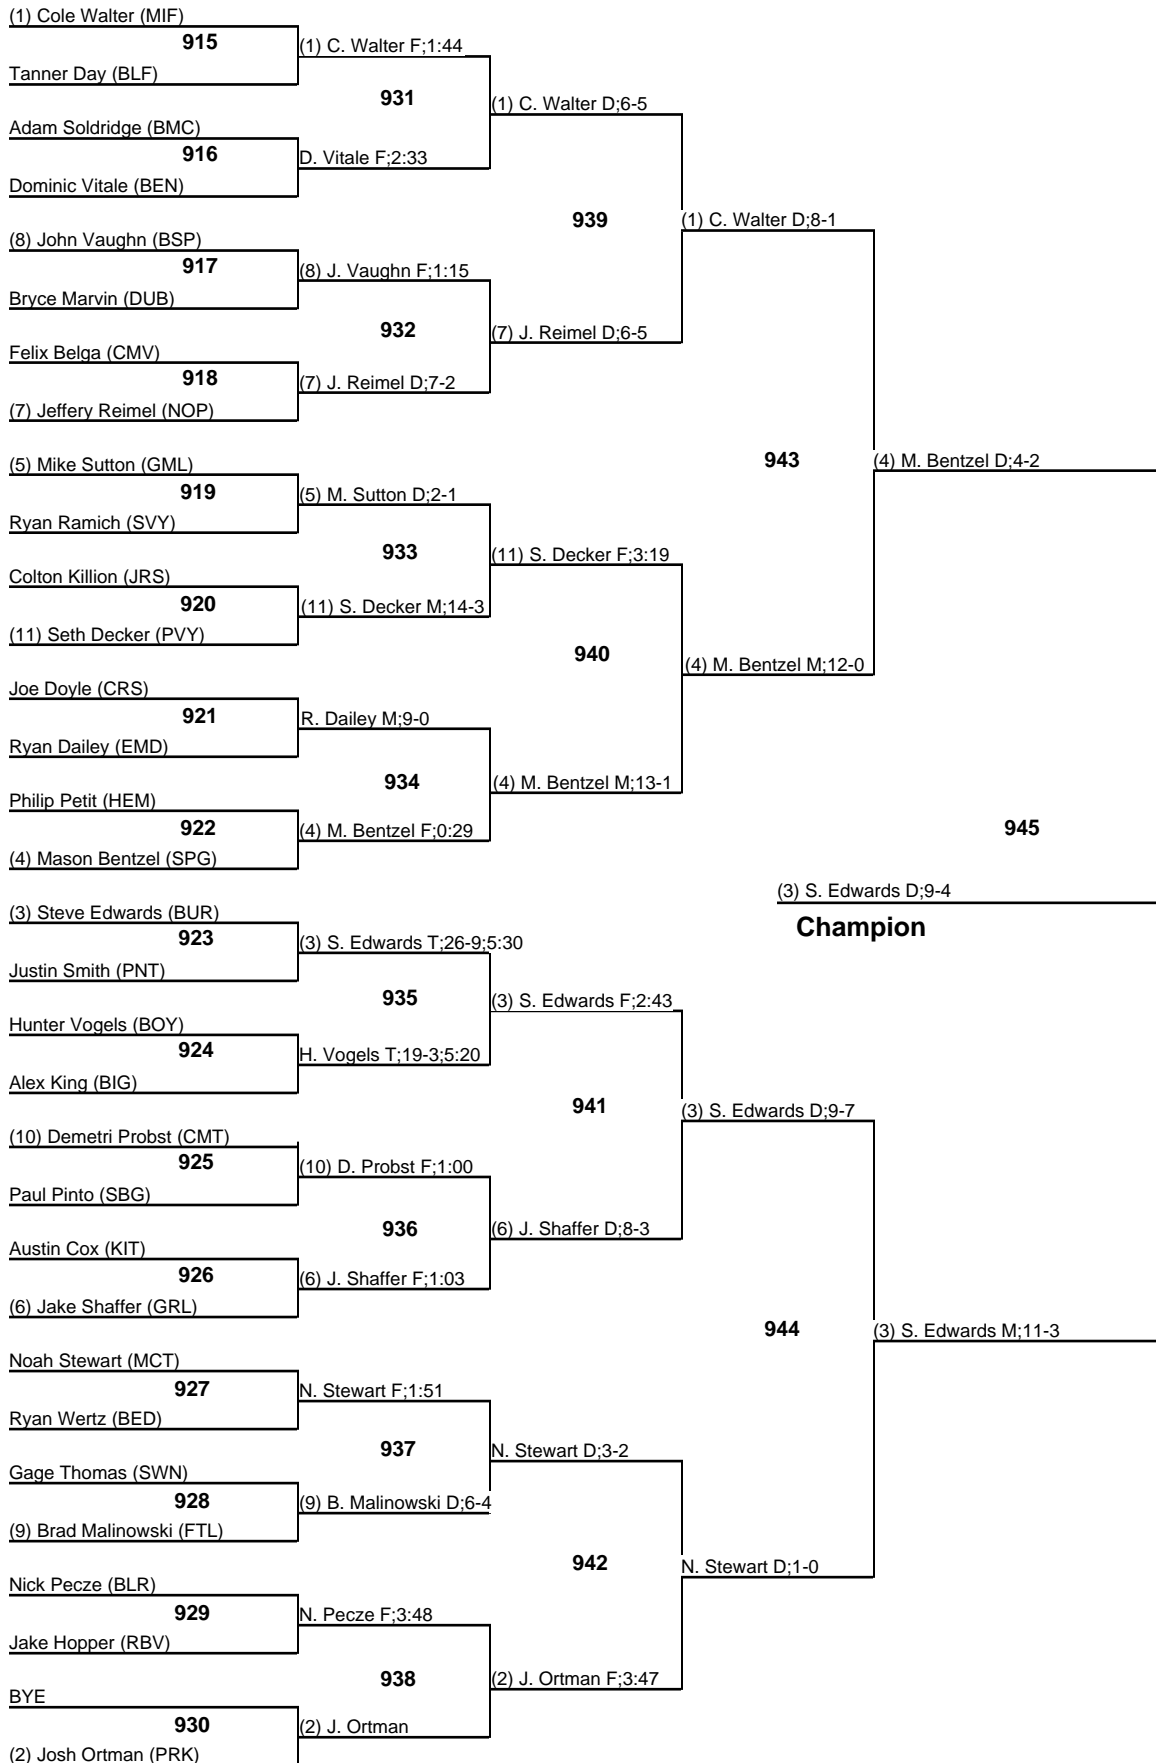 (1) Cole Walter (MIF)
915
(1) C. Walter F;1:44
Tanner Day (BLF)
931
(1) C. Walter D;6-5
Adam Soldridge (BMC)
916
D. Vitale F;2:33
Dominic Vitale (BEN)
939
(1) C. Walter D;8-1
(8) John Vaughn (BSP)
917
(8) J. Vaughn F;1:15
Bryce Marvin (DUB)
932
(7) J. Reimel D;6-5
Felix Belga (CMV)
918
(7) J. Reimel D;7-2
(7) Jeffery Reimel (NOP)
943
(4) M. Bentzel D;4-2
(5) Mike Sutton (GML)
919
(5) M. Sutton D;2-1
Ryan Ramich (SVY)
933
(11) S. Decker F;3:19
Colton Killion (JRS)
920
(11) S. Decker M;14-3
(11) Seth Decker (PVY)
940
(4) M. Bentzel M;12-0
Joe Doyle (CRS)
921
R. Dailey M;9-0
Ryan Dailey (EMD)
934
(4) M. Bentzel M;13-1
Philip Petit (HEM)
922
(4) M. Bentzel F;0:29
(4) Mason Bentzel (SPG)
945
(3) S. Edwards D;9-4
Champion
(3) Steve Edwards (BUR)
923
(3) S. Edwards T;26-9;5:30
Justin Smith (PNT)
935
(3) S. Edwards F;2:43
Hunter Vogels (BOY)
924
H. Vogels T;19-3;5:20
Alex King (BIG)
941
(3) S. Edwards D;9-7
(10) Demetri Probst (CMT)
925
(10) D. Probst F;1:00
Paul Pinto (SBG)
936
(6) J. Shaffer D;8-3
Austin Cox (KIT)
926
(6) J. Shaffer F;1:03
(6) Jake Shaffer (GRL)
944
(3) S. Edwards M;11-3
Noah Stewart (MCT)
927
N. Stewart F;1:51
Ryan Wertz (BED)
937
N. Stewart D;3-2
Gage Thomas (SWN)
928
(9) B. Malinowski D;6-4
(9) Brad Malinowski (FTL)
942
N. Stewart D;1-0
Nick Pecze (BLR)
929
N. Pecze F;3:48
Jake Hopper (RBV)
938
(2) J. Ortman F;3:47
BYE
930
(2) J. Ortman
(2) Josh Ortman (PRK)